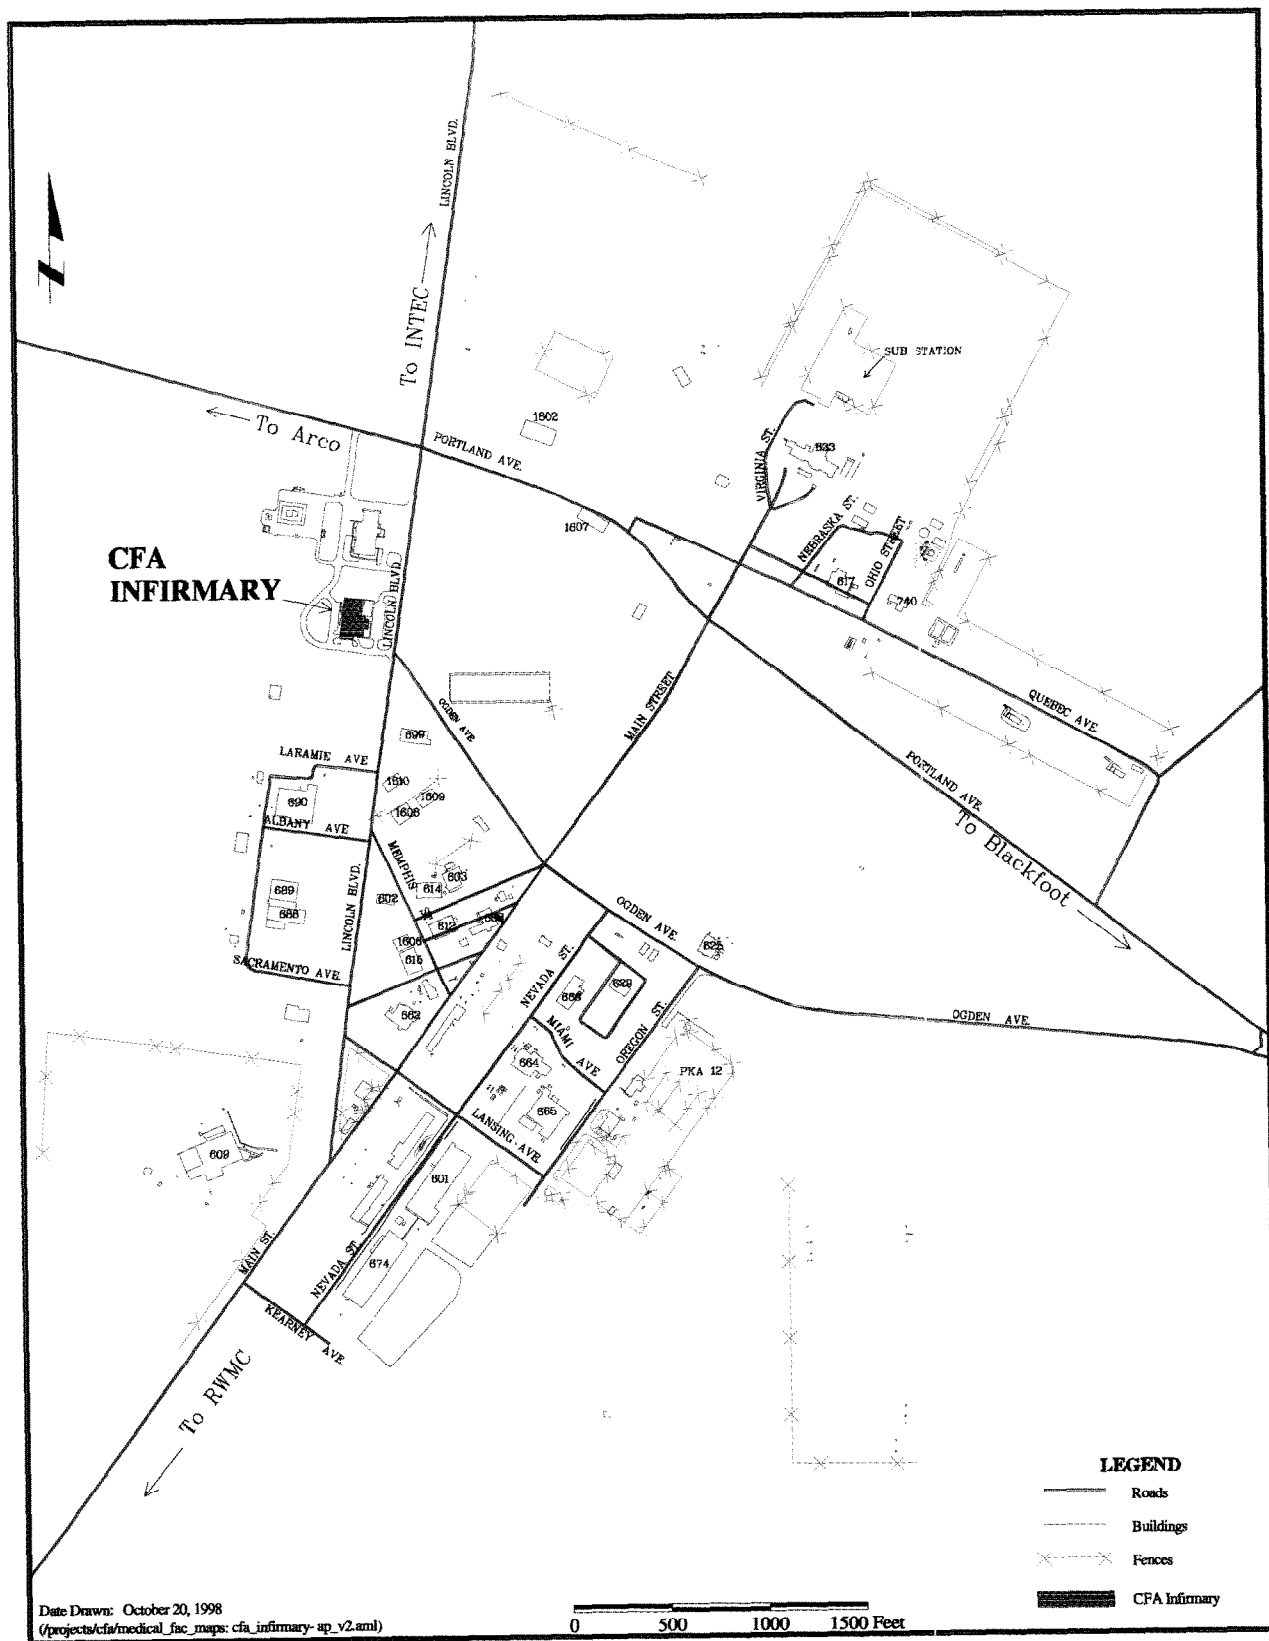 LINCOLN BLVD.
To INTEC
SUB STATION
To Arco
1602
PORTLAND AVE.
VIRGINIA ST.
833
1607
NEBRASKA ST.
OHIO STREET
CFA
INFIRMARY
LINCOLN BLVD.
617
740
OGDEN AVE
MAIN STREET
QUEBEC AVE.
699
LARAMIE AVE
PORTLAND AVE.
1610
1609
690
1608
To Blackfoot
ALBANY AVE
MEMPHIS
603
614
689
602
688
612
OGDEN AVE.
LINCOLN BLVD.
1606
615
625
SACRAMENTO AVE.
NEVADA ST.
629
668
662
OREGON ST.
OGDEN AVE.
MIAMI AVE
664
PKA 12
665
LANSING AVE.
609
601
MAIN ST.
NEVADA ST.
674
KEARNEY AVE
To RWMC
LEGEND
Roads
Buildings
Fences
CFA Infirmary
Date Drawn: October 20, 1998
(/projects/cfa/medical_fac_maps: cfa_infirmary- ap_v2.aml)
0 500 1000 1500 Feet